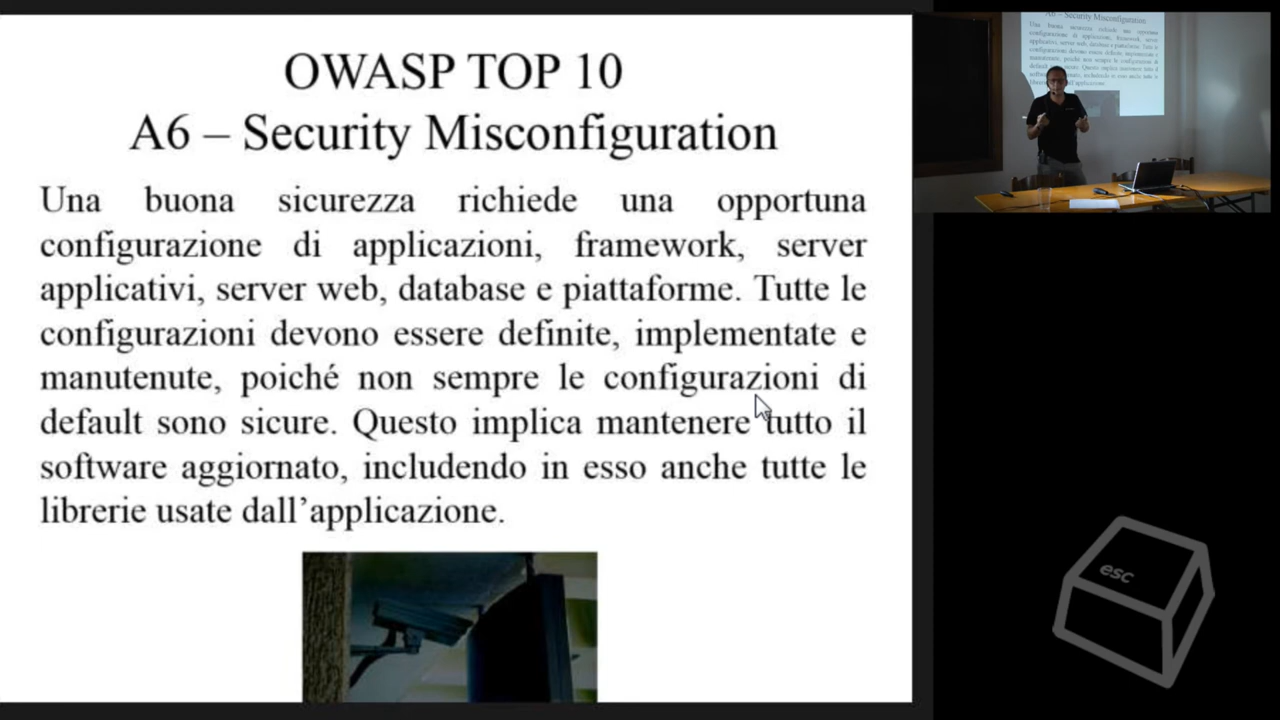 OWASP TOP 10
A6 – Security Misconfiguration
Una buona sicurezza richiede una opportuna
configurazione di applicazioni, framework, server
applicativi, server web, database e piattaforme. Tutte le
configurazioni devono essere definite, implementate e
manutenute, poiché non sempre le configurazioni di
default sono sicure. Questo implica mantenere tutto il
software aggiornato, includendo in esso anche tutte le
librerie usate dall’applicazione.
A6 – Security Misconfiguration
esc